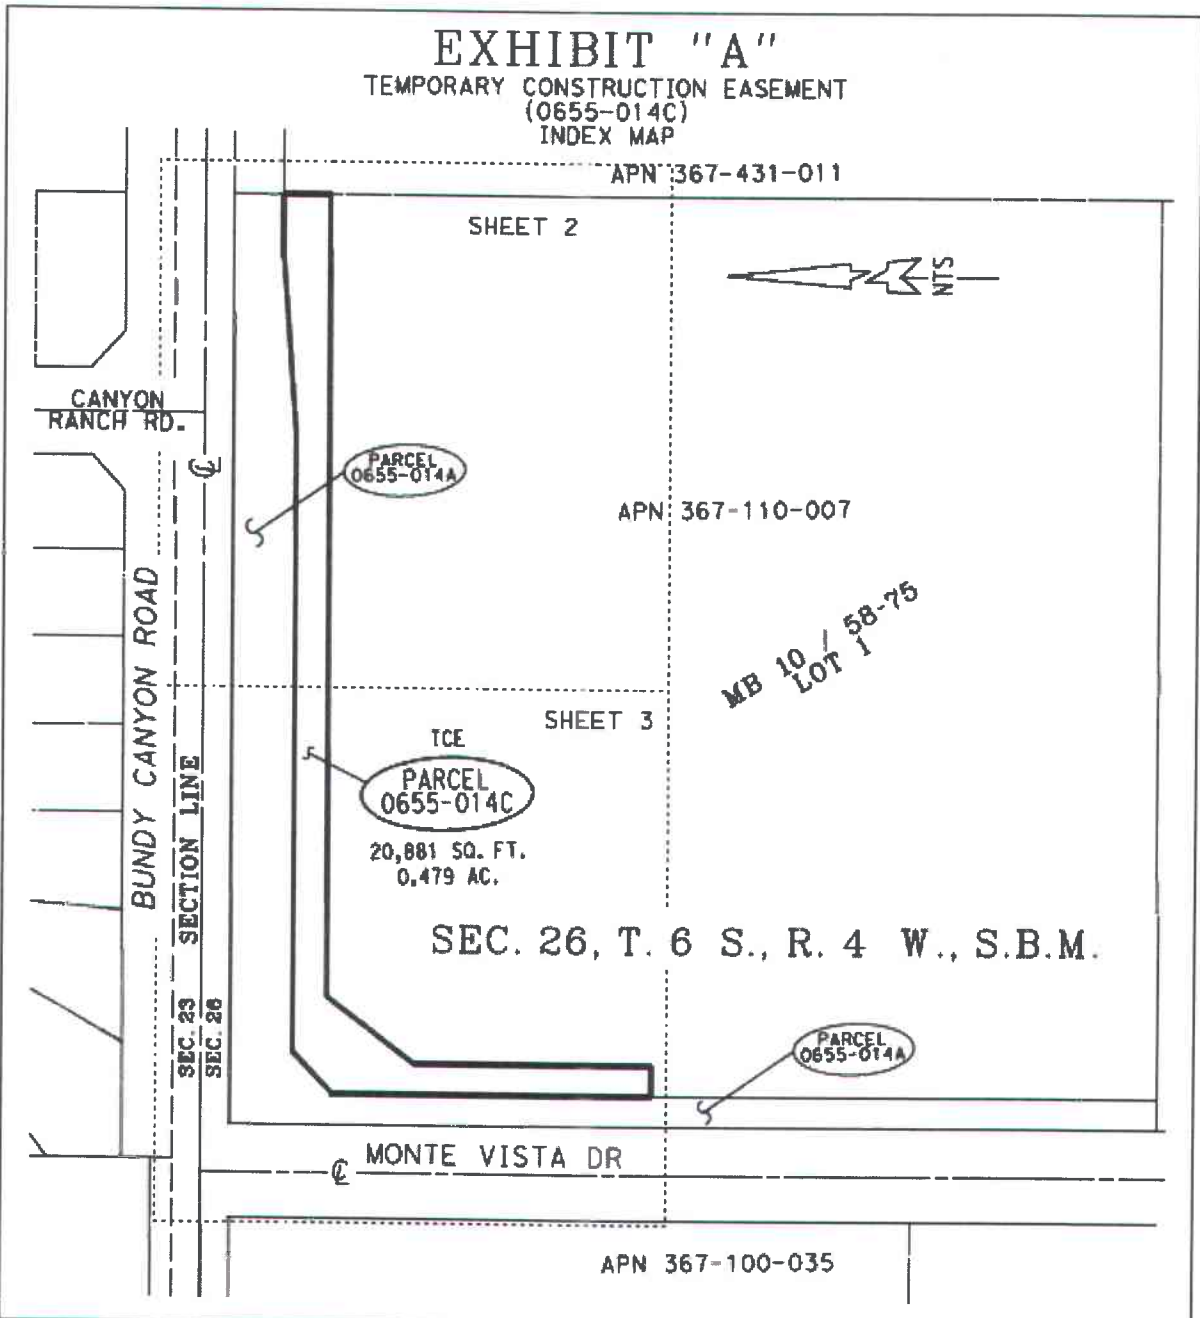 EXHIBIT "A"
TEMPORARY CONSTRUCTION EASEMENT
(0655-014C)
INDEX MAP
APN 367-431-011
SHEET 2
NTS
CANYON
RANCH RD.
PARCEL
0655-014A
APN 367-110-007
BUNDY CANYON ROAD
MB 10 / 58-75
LOT 1
SHEET 3
TCE
PARCEL
0655-014C
20,881 SQ. FT.
0.479 AC.
SECTION LINE
SEC. 26, T. 6 S., R. 4 W., S.B.M.
SEC. 23
SEC. 26
PARCEL
0655-014A
MONTE VISTA DR
APN 367-100-035